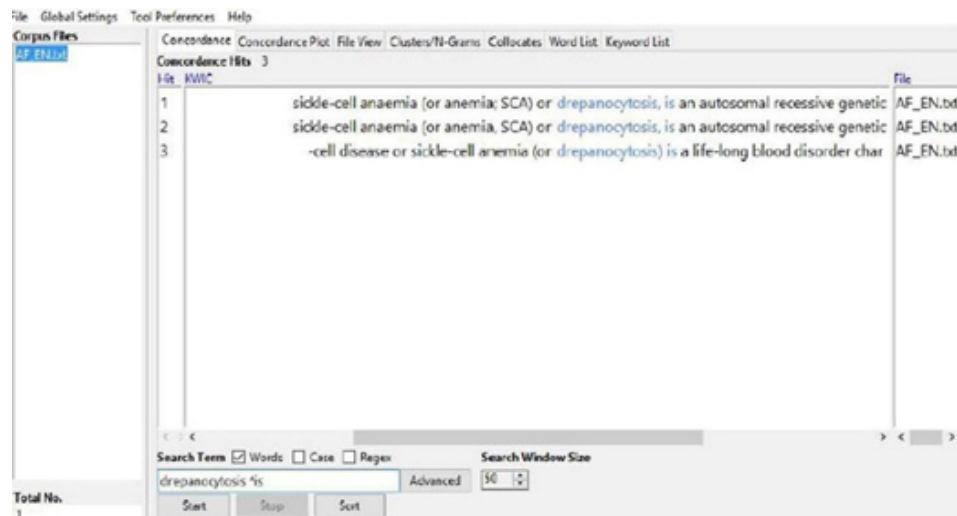 File Global Settings Tool Preferences Help
Corpus Files
AF_EN.txt
Concordance Concordance Plot File View Clusters/N-Grams Collocates Word List Keyword List
Concordance Hits 3
Hit KWIC File
1 sickle-cell anaemia (or anemia; SCA) or drepanocytosis, is an autosomal recessive genetic AF_EN.txt
2 sickle-cell anaemia (or anemia, SCA) or drepanocytosis, is an autosomal recessive genetic AF_EN.txt
3 -cell disease or sickle-cell anemia (or drepanocytosis) is a life-long blood disorder char AF_EN.txt
Search Term Words Case Regex Search Window Size
drepanocytosis *is Advanced 50
Total No.
Start Stop Sort
1